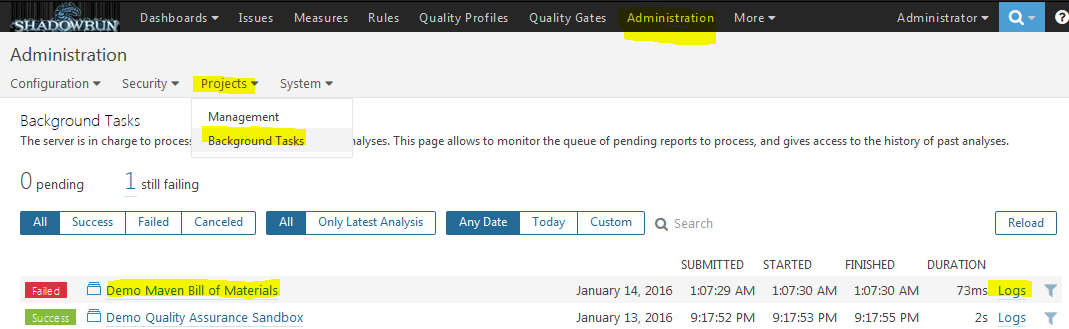 SHADOWRUN Dashboards Issues Measures Rules Quality Profiles Quality Gates Administration More Administrator ?
Administration
Configuration Security Projects System
Management
Background Tasks
Background Tasks
The server is in charge to process alyses. This page allows to monitor the queue of pending reports to process, and gives access to the history of past analyses.
0 pending 1 still failing
All Success Failed Canceled All Only Latest Analysis Any Date Today Custom Search Reload
SUBMITTED STARTED FINISHED DURATION
Failed Demo Maven Bill of Materials January 14, 2016 1:07:29 AM 1:07:30 AM 1:07:30 AM 73ms Logs
Success Demo Quality Assurance Sandbox January 13, 2016 9:17:52 PM 9:17:53 PM 9:17:55 PM 2s Logs